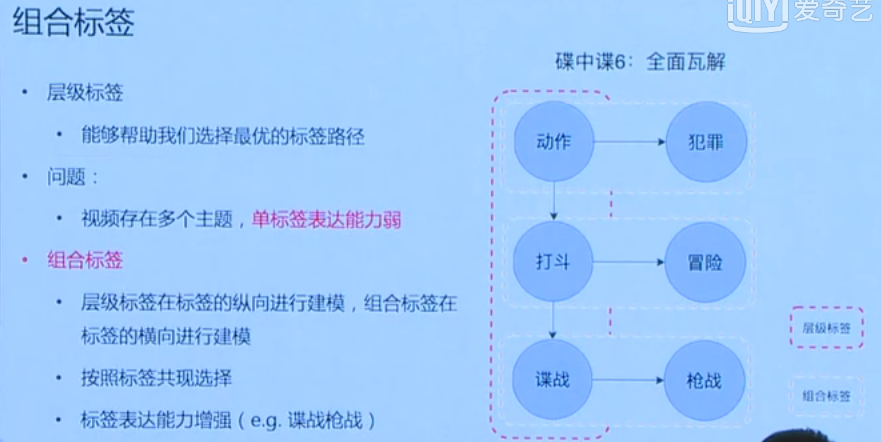 组合标签
iQIYI 爱奇艺
• 层级标签
• 能够帮助我们选择最优的标签路径
• 问题：
• 视频存在多个主题，单标签表达能力弱
• 组合标签
• 层级标签在标签的纵向进行建模，组合标签在
标签的横向进行建模
• 按照标签共现选择
• 标签表达能力增强（e.g. 谍战枪战）
碟中谍6：全面瓦解
动作
犯罪
打斗
冒险
谍战
枪战
层级标签
组合标签